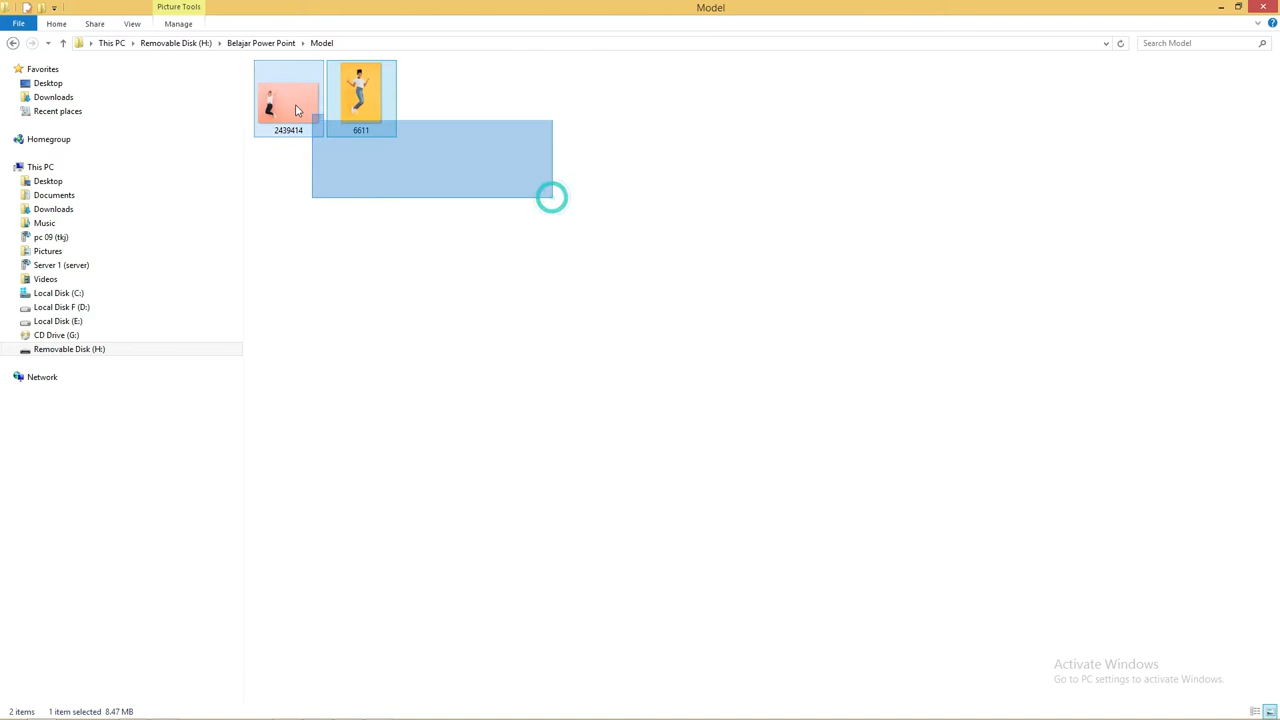 Picture Tools
Model
File
Home
Share
View
Manage
This PC
Removable Disk (H:)
Belajar Power Point
Model
Search Model
Favorites
Desktop
Downloads
Recent places
Homegroup
This PC
Desktop
Documents
Downloads
Music
pc 09 (tkj)
Pictures
Server 1 (server)
Videos
Local Disk (C:)
Local Disk F (D:)
Local Disk (E:)
CD Drive (G:)
Removable Disk (H:)
Network
2439414
6611
Activate Windows
Go to PC settings to activate Windows.
2 items
1 item selected 8.47 MB